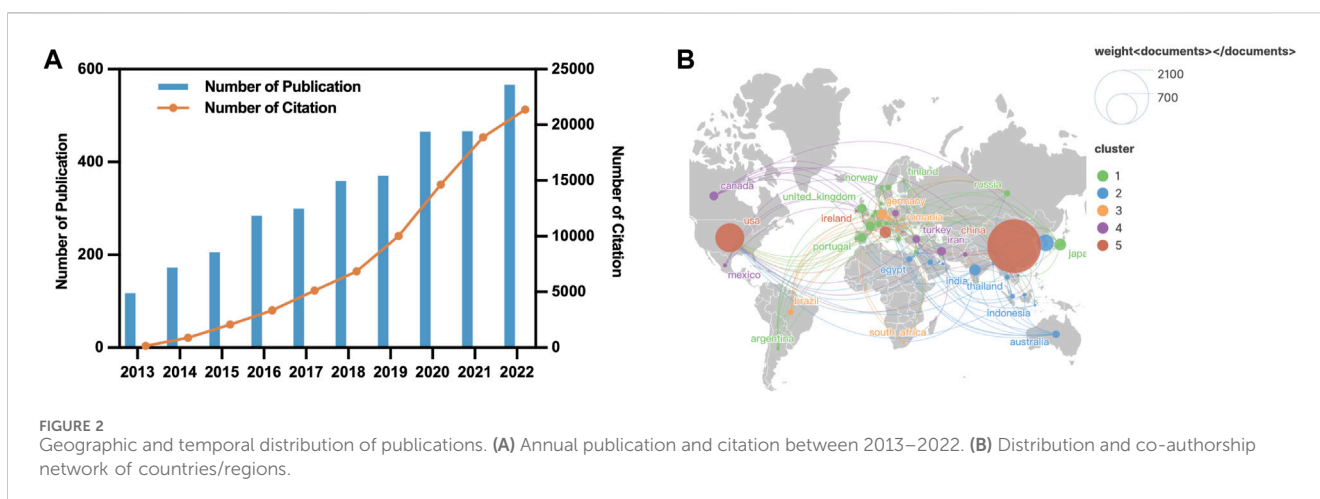 A
600
400
200
0
Number of Publication
Number of Publication
Number of Citation
25000
20000
15000
10000
5000
0
Number of Citation
2013 2014 2015 2016 2017 2018 2019 2020 2021 2022
B
weight<documents></documents>
2100
700
cluster
1
2
3
4
5
canada
norway
finland
rassia
united_kingdom
germany
romania
usa
ireland
turkey
china
portugal
iran
japa
mexico
egypt
india
thailand
brazil
indonesia
south_africa
argentina
australia
FIGURE 2
Geographic and temporal distribution of publications. (A) Annual publication and citation between 2013–2022. (B) Distribution and co-authorship
network of countries/regions.